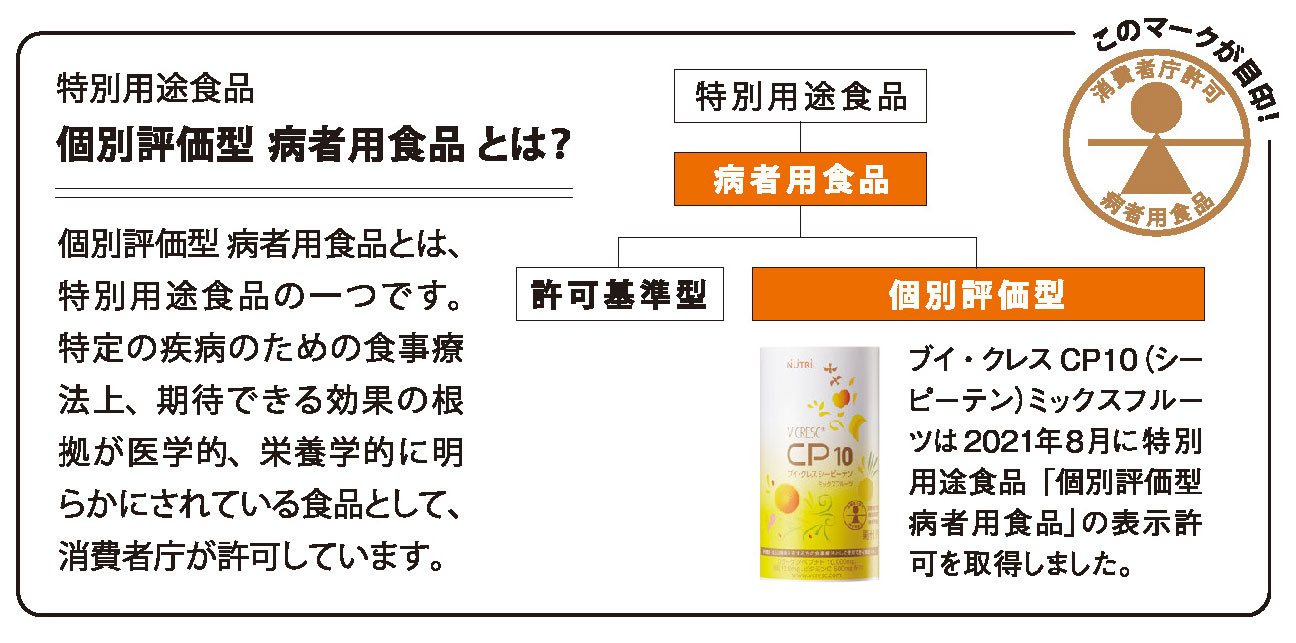 特別用途食品
個別評価型 病者用食品 とは?
個別評価型 病者用食品とは、
特別用途食品の一つです。
特定の疾病のための食事療
法上、期待できる効果の根
拠が医学的、栄養学的に明
らかにされている食品として、
消費者庁が許可しています。
特別用途食品
病者用食品
許可基準型
個別評価型
このマークが目印!
消費者庁許可
病者用食品
NUTRI
V CRESC
CP10
ブイ・クレス シーピーテン
ミックスフルーツ
ブイ・クレス CP10(シー
ピーテン)ミックスフルー
ツは2021年8月に特別
用途食品「個別評価型
病者用食品」の表示許
可を取得しました。